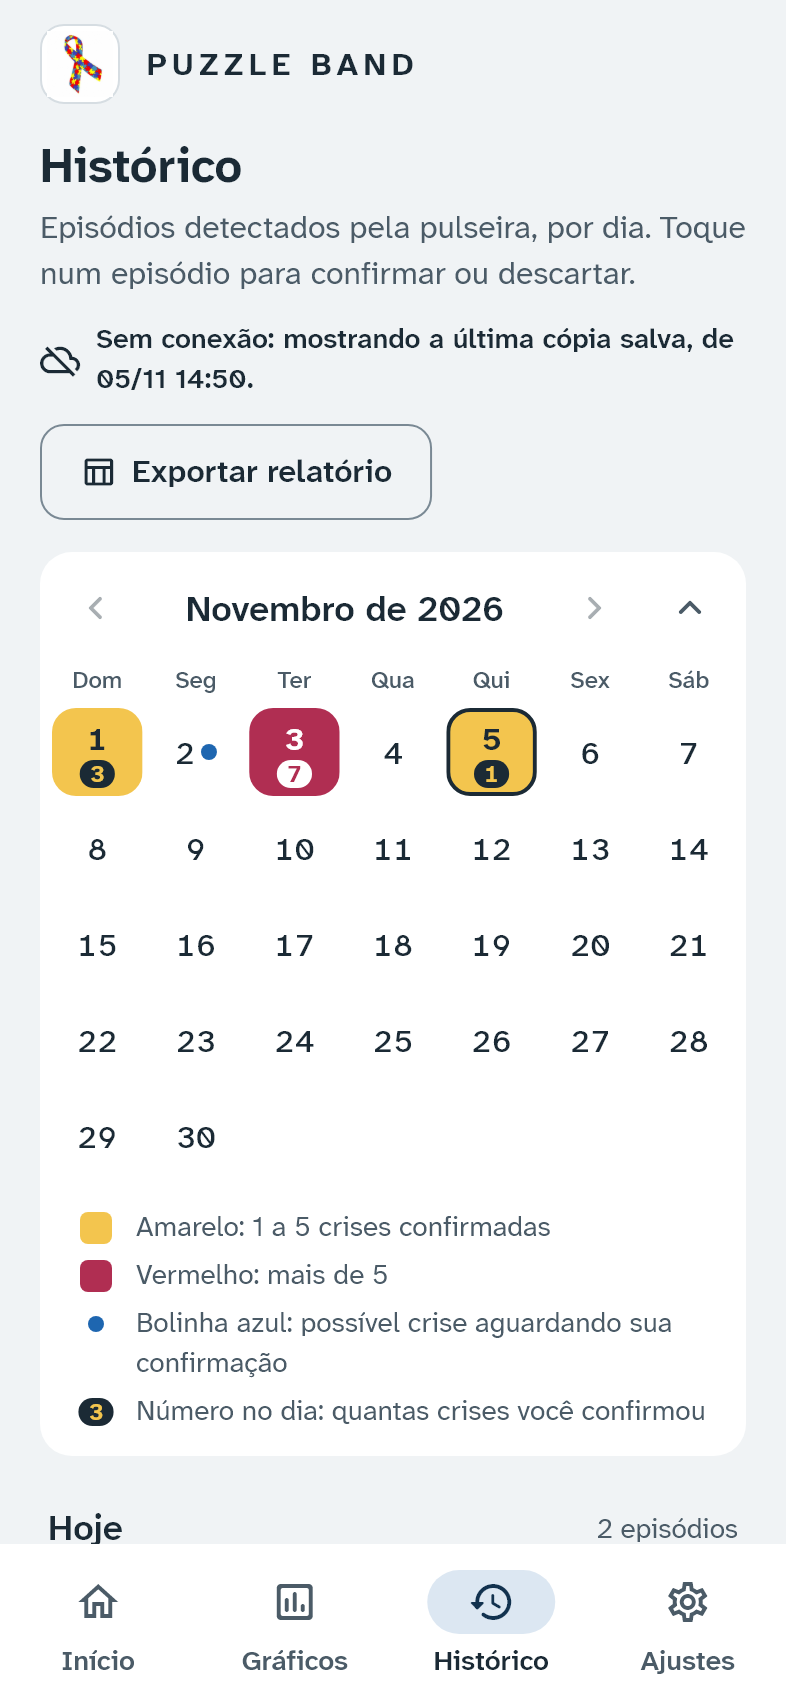 PUZZLE BAND
Histórico
Episódios detectados pela pulseira, por dia. Toque
num episódio para confirmar ou descartar.
Sem conexão: mostrando a última cópia salva, de
05/11 14:50.
Exportar relatório
Novembro de 2026
Dom Seg Ter Qua Qui Sex Sáb
1 2 3 4 5 6 7
3 7 1
8 9 10 11 12 13 14
15 16 17 18 19 20 21
22 23 24 25 26 27 28
29 30
Amarelo: 1 a 5 crises confirmadas
Vermelho: mais de 5
Bolinha azul: possível crise aguardando sua
confirmação
3 Número no dia: quantas crises você confirmou
Hoje 2 episódios
Início Gráficos Histórico Ajustes